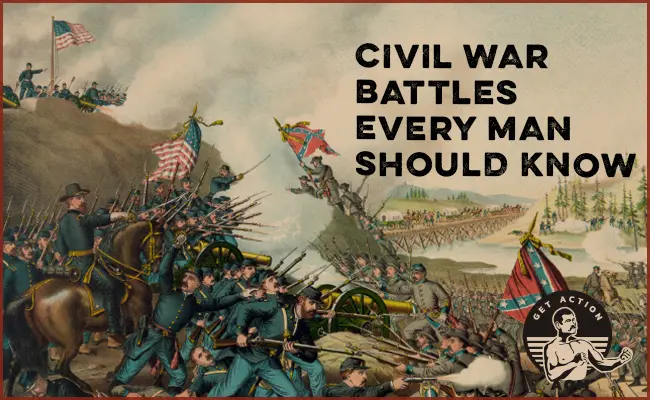 CIVIL WAR
BATTLES
EVERY MAN
SHOULD KNOW
GET ACTION